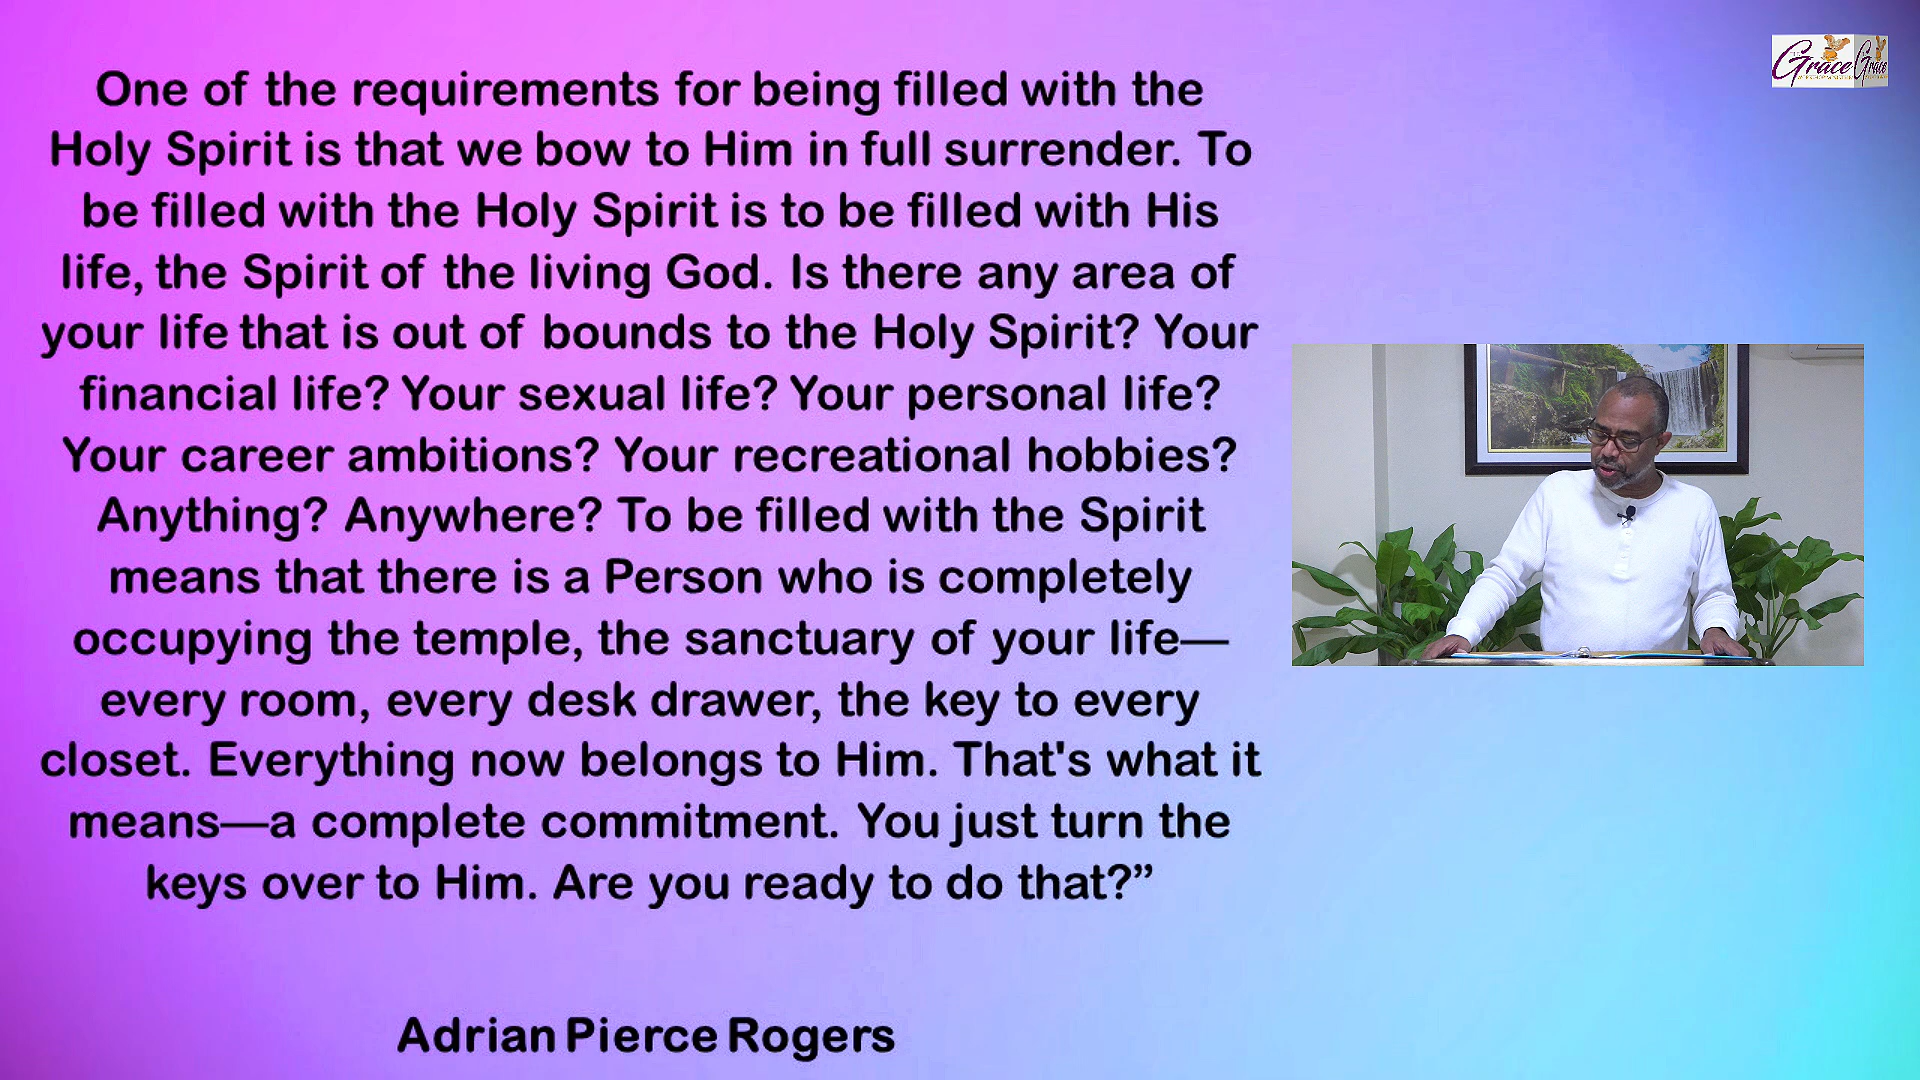 One of the requirements for being filled with the
Holy Spirit is that we bow to Him in full surrender. To
be filled with the Holy Spirit is to be filled with His
life, the Spirit of the living God. Is there any area of
your life that is out of bounds to the Holy Spirit? Your
financial life? Your sexual life? Your personal life?
Your career ambitions? Your recreational hobbies?
Anything? Anywhere? To be filled with the Spirit
means that there is a Person who is completely
occupying the temple, the sanctuary of your life—
every room, every desk drawer, the key to every
closet. Everything now belongs to Him. That's what it
means—a complete commitment. You just turn the
keys over to Him. Are you ready to do that?”
Adrian Pierce Rogers
Grace Grace